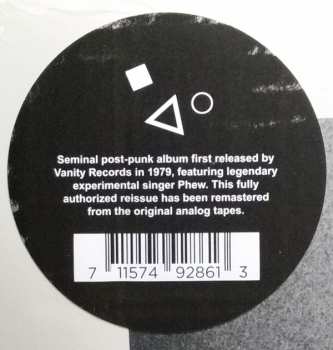 Seminal post-punk album first released by
Vanity Records in 1979, featuring legendary
experimental singer Phew. This fully
authorized reissue has been remastered
from the original analog tapes.
7 11574 92861 3